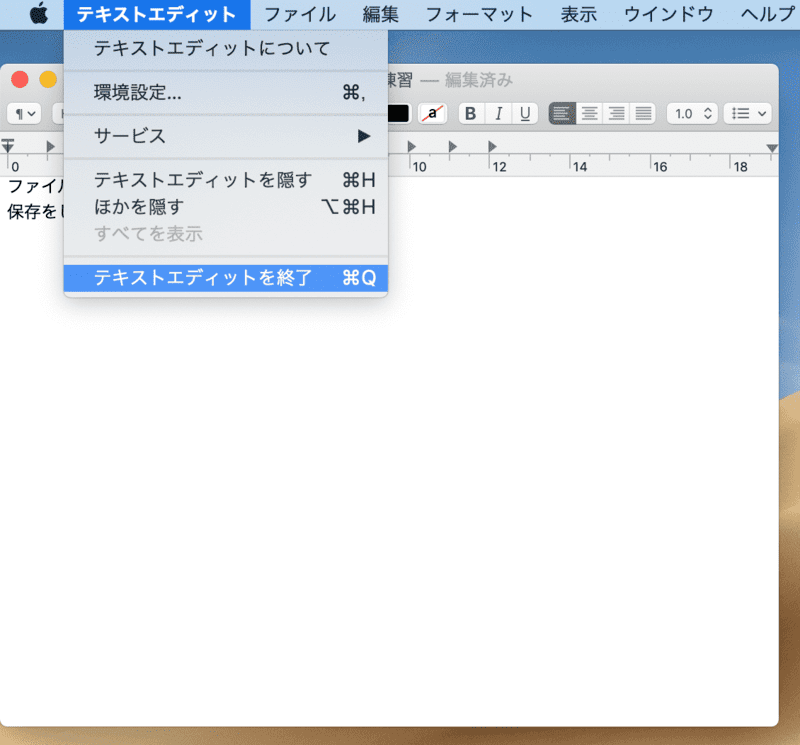 テキストエディット ファイル 編集 フォーマット 表示 ウインドウ ヘルプ
テキストエディットについて
環境設定... ⌘,
サービス ▶
テキストエディットを隠す ⌘H
ほかを隠す ⌥⌘H
すべてを表示
テキストエディットを終了 ⌘Q
練習 — 編集済み
¶ a B I U 1.0
0 10 12 14 16 18
ファイル
保存をし